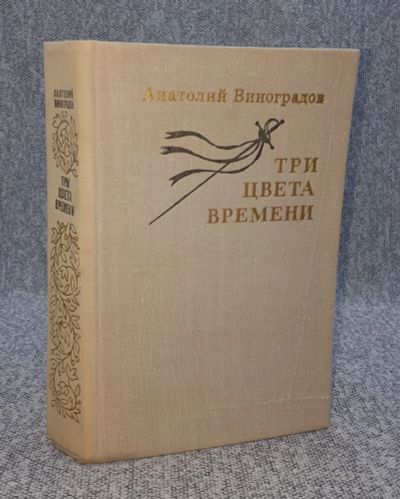 АНАТОЛИЙ
ВИНОГРАДОВ
ТРИ
ЦВЕТА
ВРЕМЕНИ
Анатолий Виноградов
ТРИ
ЦВЕТА
ВРЕМЕНИ